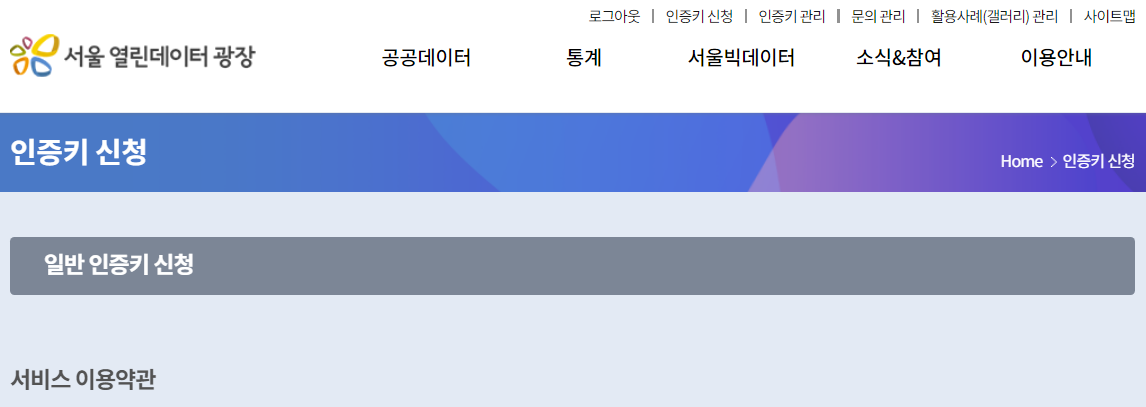 로그아웃 | 인증키 신청 | 인증키 관리 | 문의 관리 | 활용사례(갤러리) 관리 | 사이트맵
서울 열린데이터 광장
공공데이터 통계 서울빅데이터 소식&참여 이용안내
인증키 신청
Home > 인증키 신청
일반 인증키 신청
서비스 이용약관